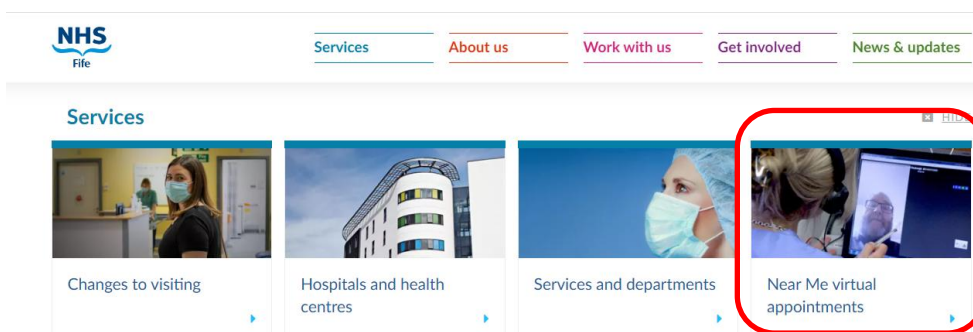 NHS
Fife
Services
About us
Work with us
Get involved
News & updates
Services
HIDE
Changes to visiting
Hospitals and health
centres
Services and departments
Near Me virtual
appointments